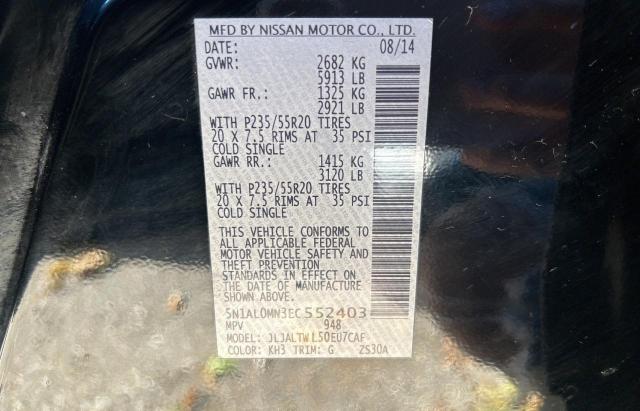 MFD BY NISSAN MOTOR CO., LTD.
DATE: 08/14
GVWR: 2682 KG
5913 LB
GAWR FR.: 1325 KG
2921 LB
WITH P235/55R20 TIRES
20 X 7.5 RIMS AT 35 PSI
COLD SINGLE
GAWR RR.: 1415 KG
3120 LB
WITH P235/55R20 TIRES
20 X 7.5 RIMS AT 35 PSI
COLD SINGLE
THIS VEHICLE CONFORMS TO
ALL APPLICABLE FEDERAL
MOTOR VEHICLE SAFETY AND
THEFT PREVENTION
STANDARDS IN EFFECT ON
THE DATE OF MANUFACTURE
SHOWN ABOVE.
5N1AL0MN3EC552403
MPV 948
MODEL: JLJALTWL50EU7CAF
COLOR: KH3 TRIM: G ZS30A